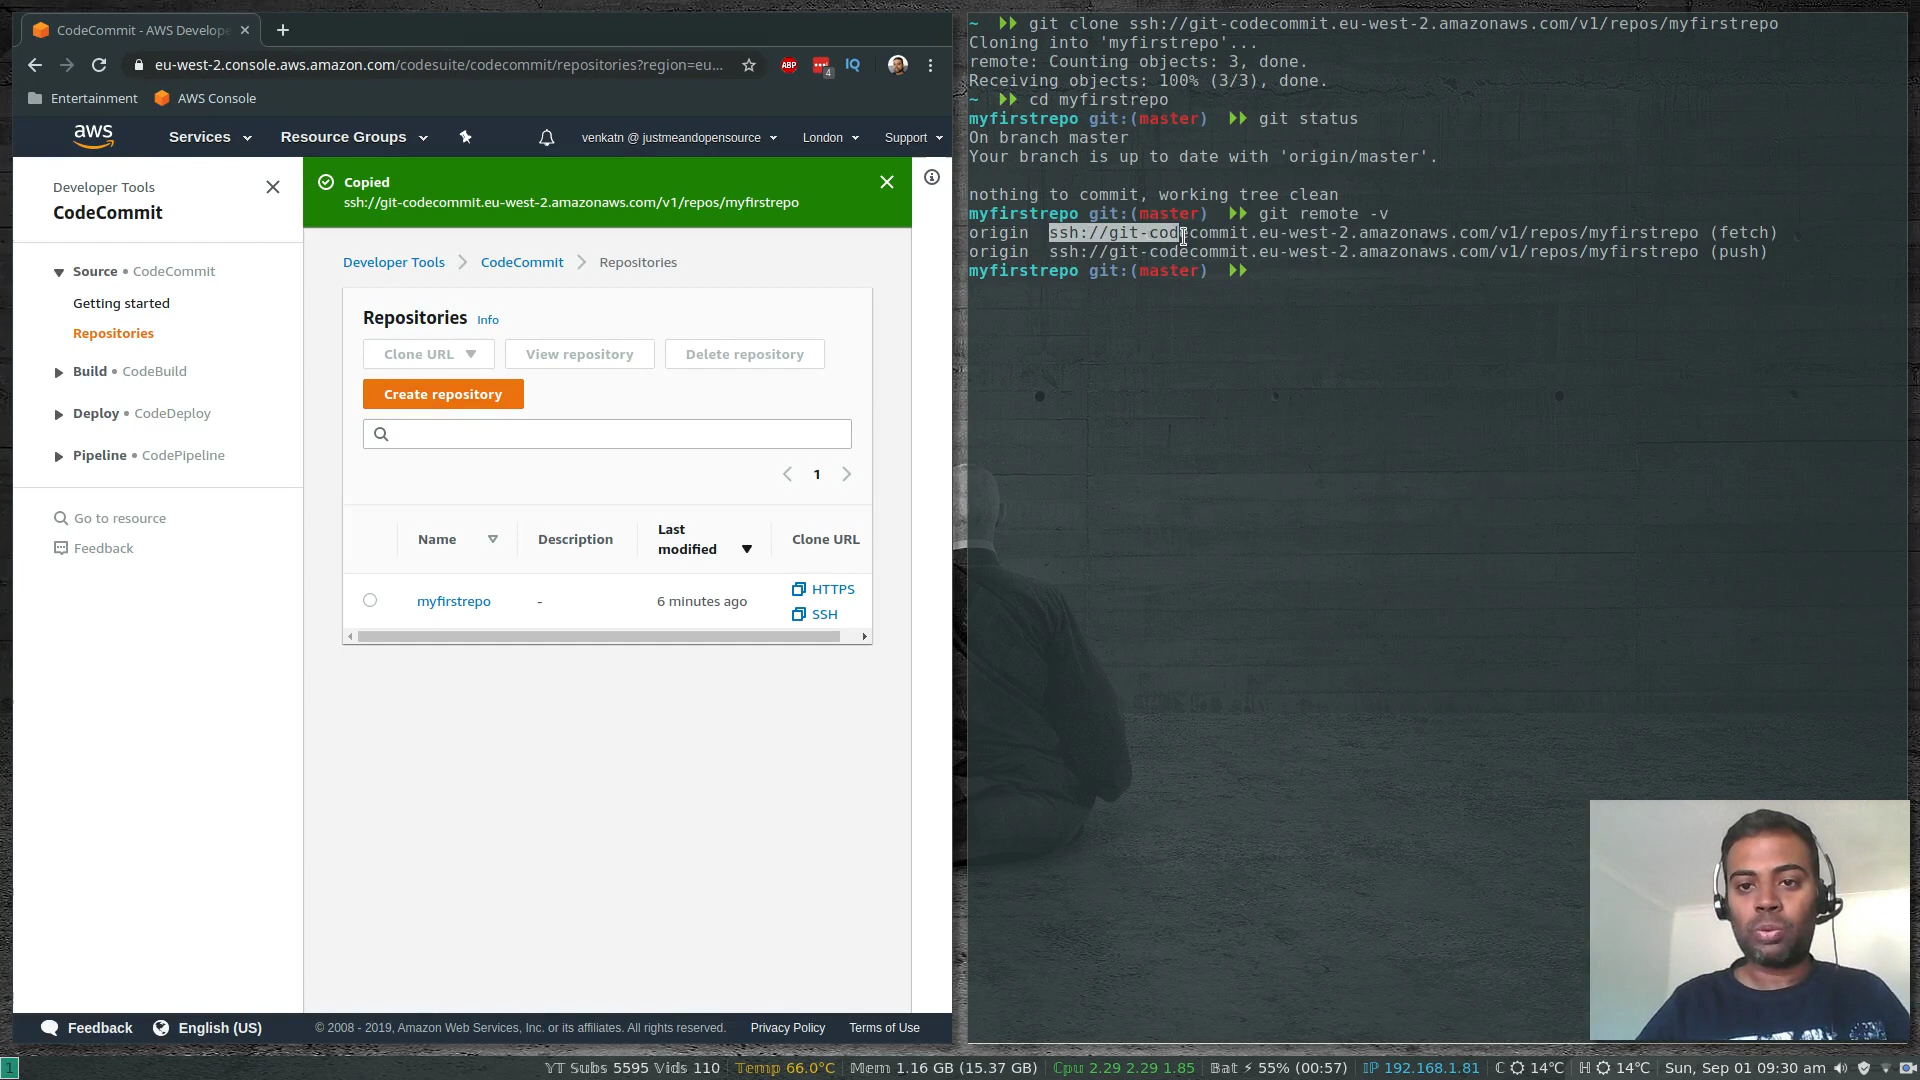 CodeCommit - AWS Develope
eu-west-2.console.aws.amazon.com/codesuite/codecommit/repositories?region=eu...
ABP
4
IQ
Entertainment
AWS Console
aws
Services
Resource Groups
venkatn @ justmeandopensource
London
Support
Developer Tools
CodeCommit
Source • CodeCommit
Getting started
Repositories
Build • CodeBuild
Deploy • CodeDeploy
Pipeline • CodePipeline
Go to resource
Feedback
Copied
ssh://git-codecommit.eu-west-2.amazonaws.com/v1/repos/myfirstrepo
Developer Tools
CodeCommit
Repositories
Repositories
Info
Clone URL
View repository
Delete repository
Create repository
1
Name
Description
Last modified
Clone URL
myfirstrepo
-
6 minutes ago
HTTPS
SSH
Feedback
English (US)
© 2008 - 2019, Amazon Web Services, Inc. or its affiliates. All rights reserved.
Privacy Policy
Terms of Use
~ git clone ssh://git-codecommit.eu-west-2.amazonaws.com/v1/repos/myfirstrepo
Cloning into 'myfirstrepo'...
remote: Counting objects: 3, done.
Receiving objects: 100% (3/3), done.
~ cd myfirstrepo
myfirstrepo git:(master) git status
On branch master
Your branch is up to date with 'origin/master'.
nothing to commit, working tree clean
myfirstrepo git:(master) git remote -v
origin ssh://git-codecommit.eu-west-2.amazonaws.com/v1/repos/myfirstrepo (fetch)
origin ssh://git-codecommit.eu-west-2.amazonaws.com/v1/repos/myfirstrepo (push)
myfirstrepo git:(master)
1
YT Subs 5595 Vids 110
Temp 66.0°C
Mem 1.16 GB (15.37 GB)
Cpu 2.29 2.29 1.85
Bat ⚡ 55% (00:57)
IP 192.168.1.81
C 14°C
H 14°C
Sun, Sep 01 09:30 am